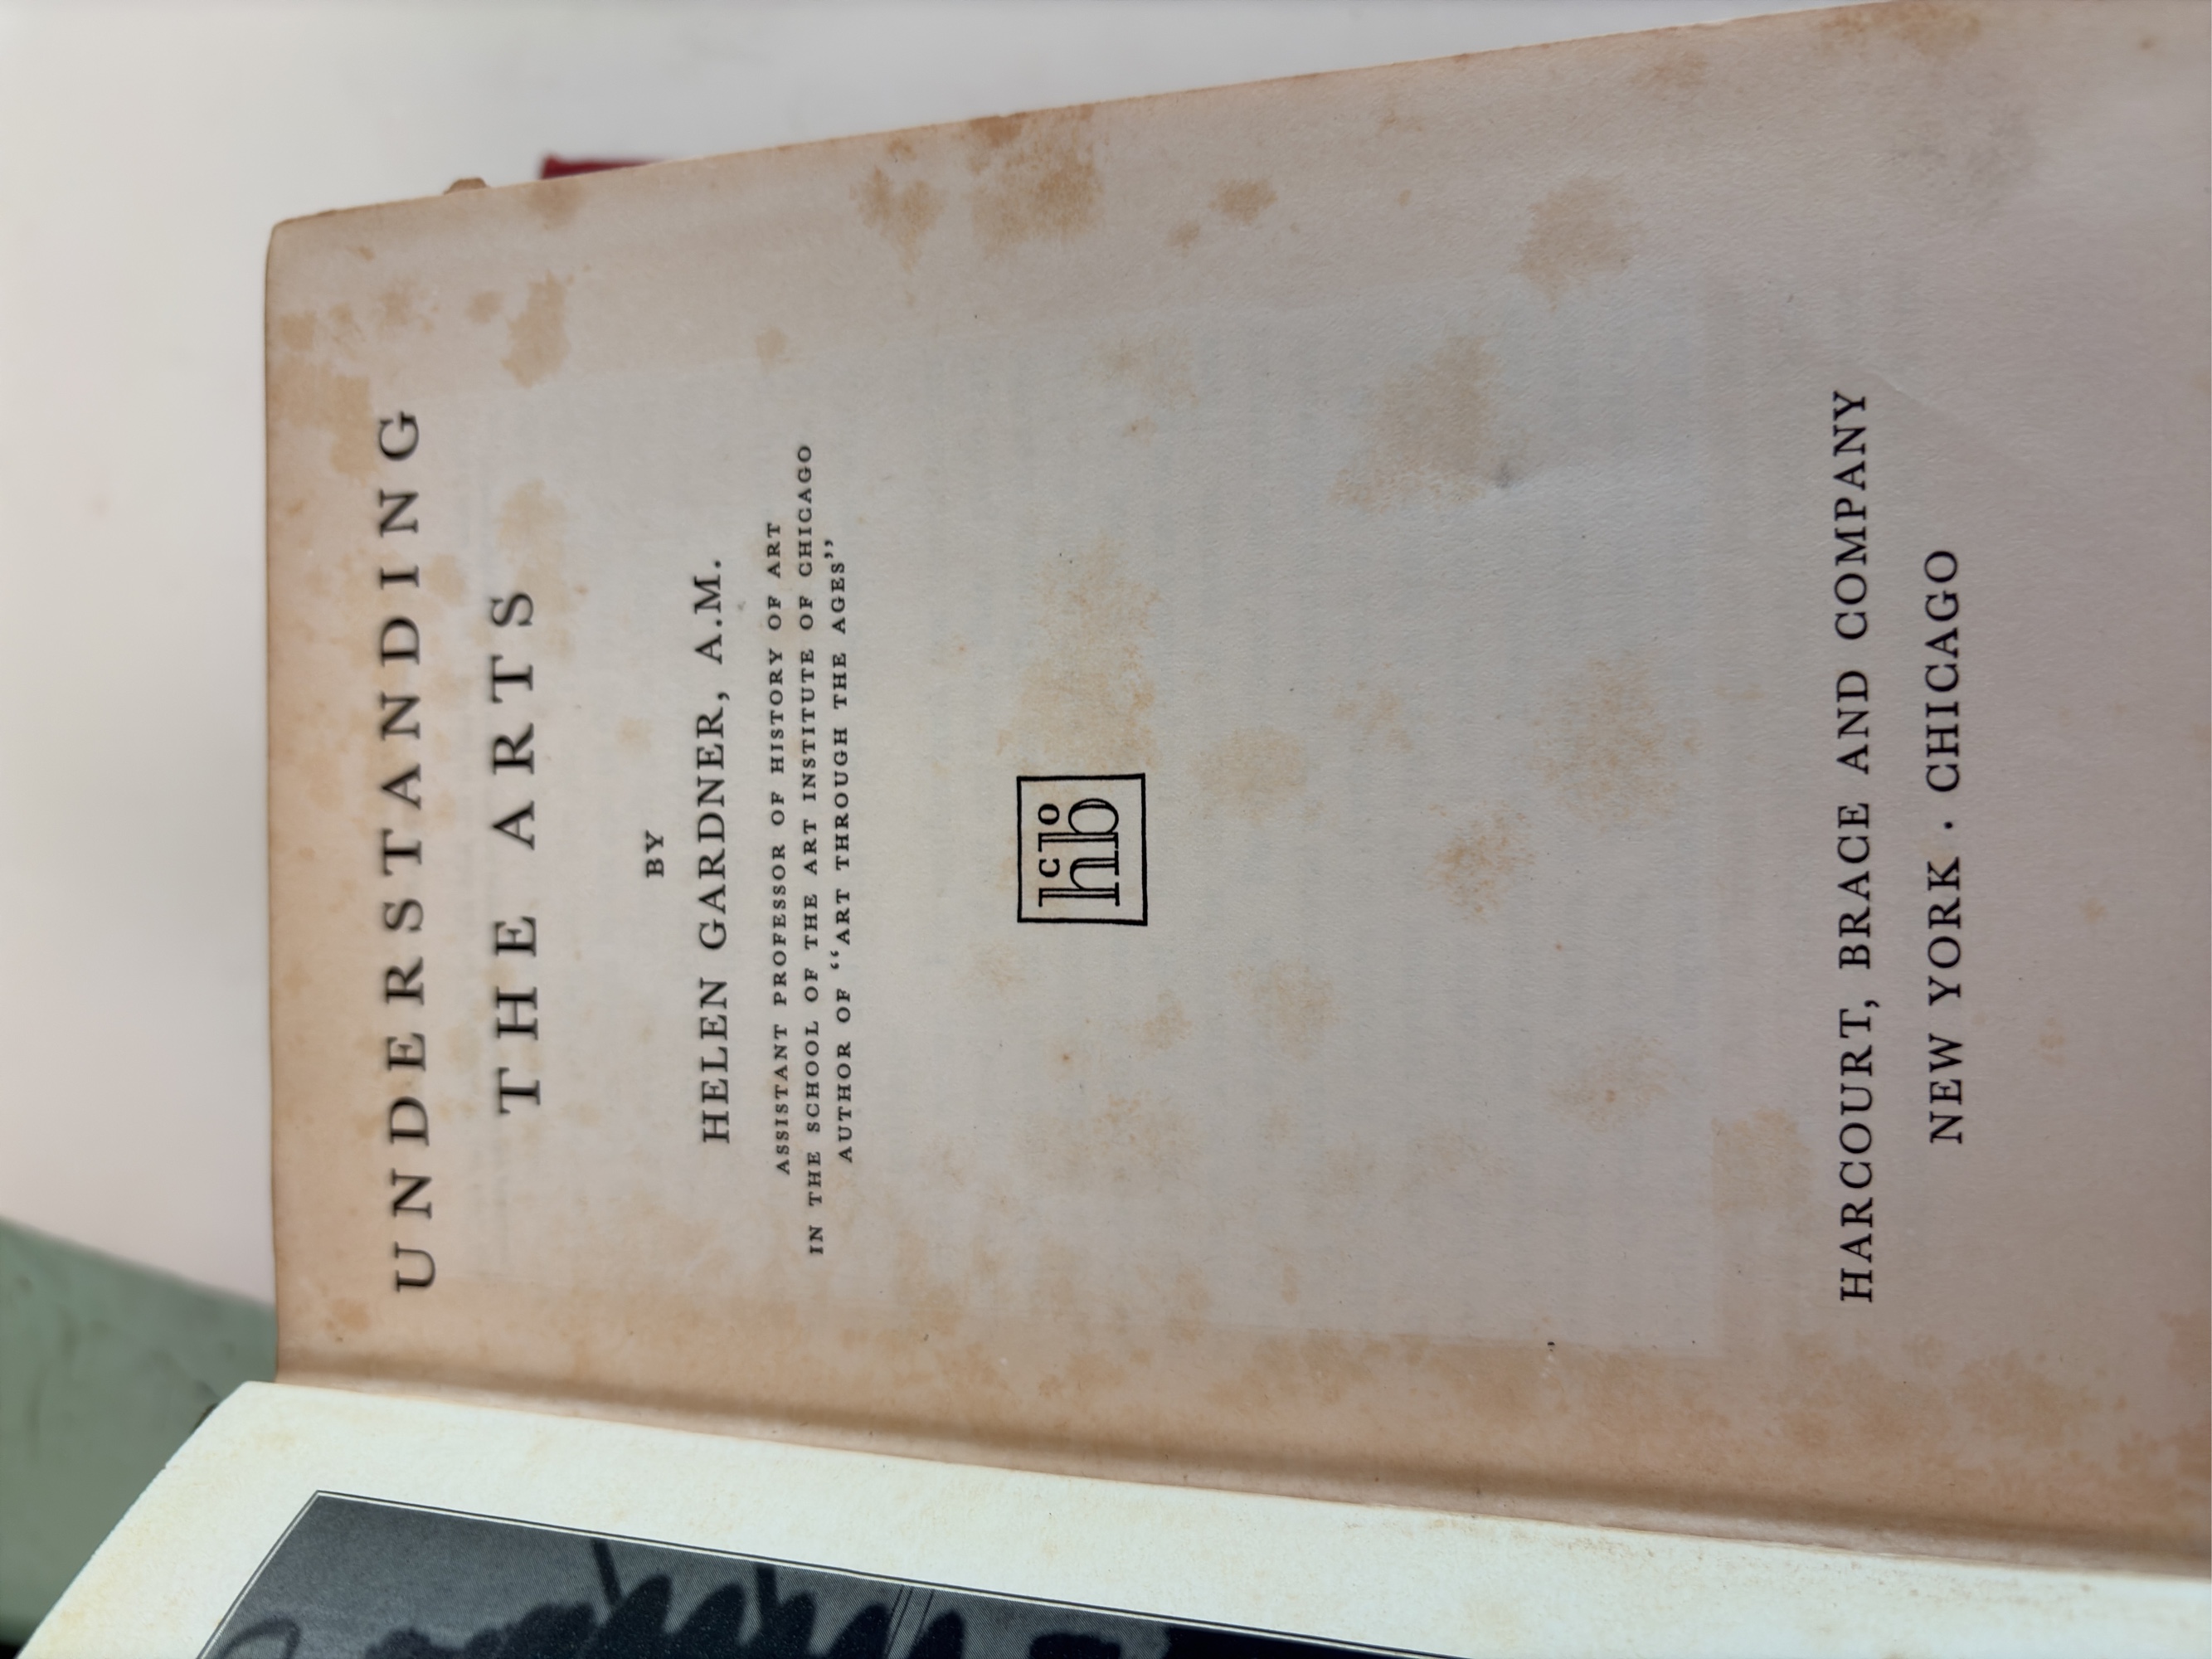 UNDERSTANDING
THE ARTS
BY
HELEN GARDNER, A.M.
ASSISTANT PROFESSOR OF HISTORY OF ART
IN THE SCHOOL OF THE ART INSTITUTE OF CHICAGO
AUTHOR OF “ART THROUGH THE AGES”
hb
c o
HARCOURT, BRACE AND COMPANY
NEW YORK · CHICAGO